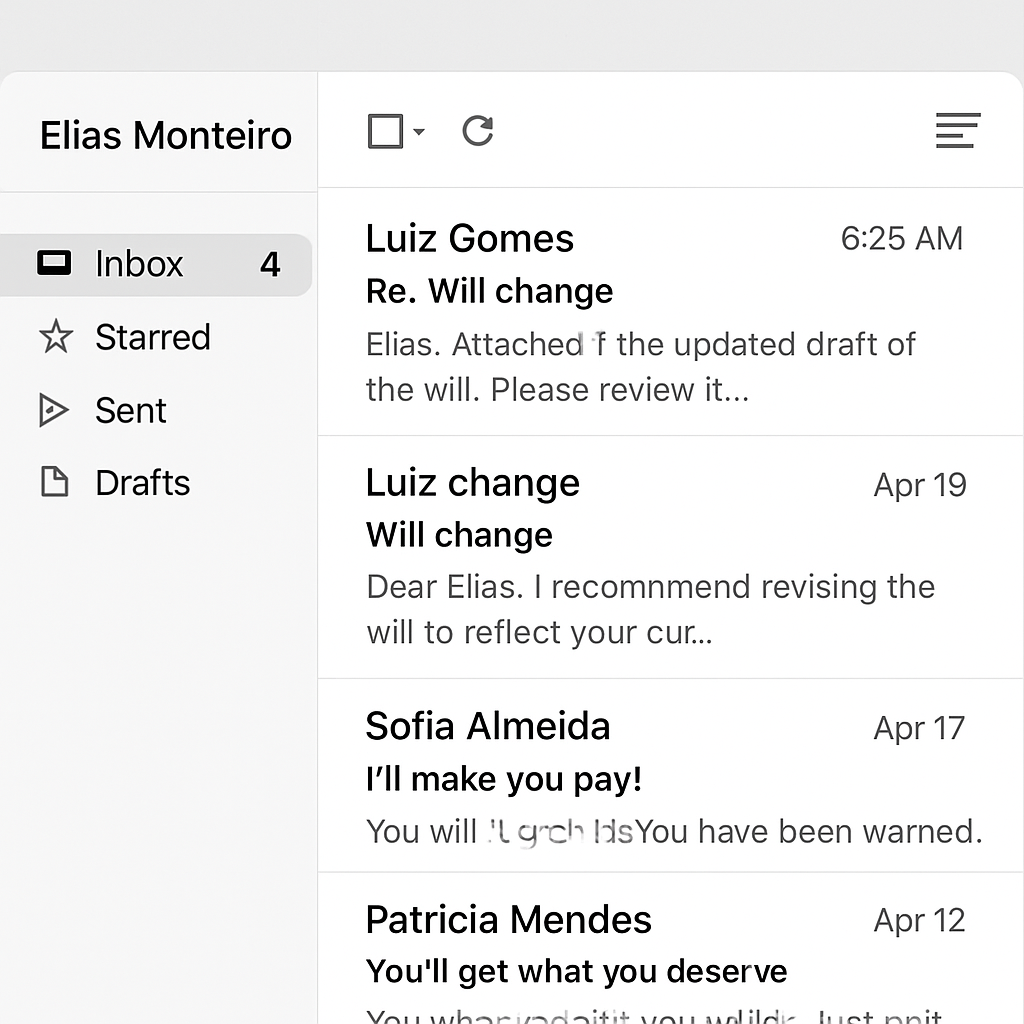 Elias Monteiro
Inbox 4
Starred
Sent
Drafts
Luiz Gomes 6:25 AM
Re. Will change
Elias. Attached f the updated draft of
the will. Please review it...
Luiz change Apr 19
Will change
Dear Elias. I recomnmend revising the
will to reflect your cur...
Sofia Almeida Apr 17
I’ll make you pay!
You will You have been warned.
Patricia Mendes Apr 12
You'll get what you deserve
You you Just